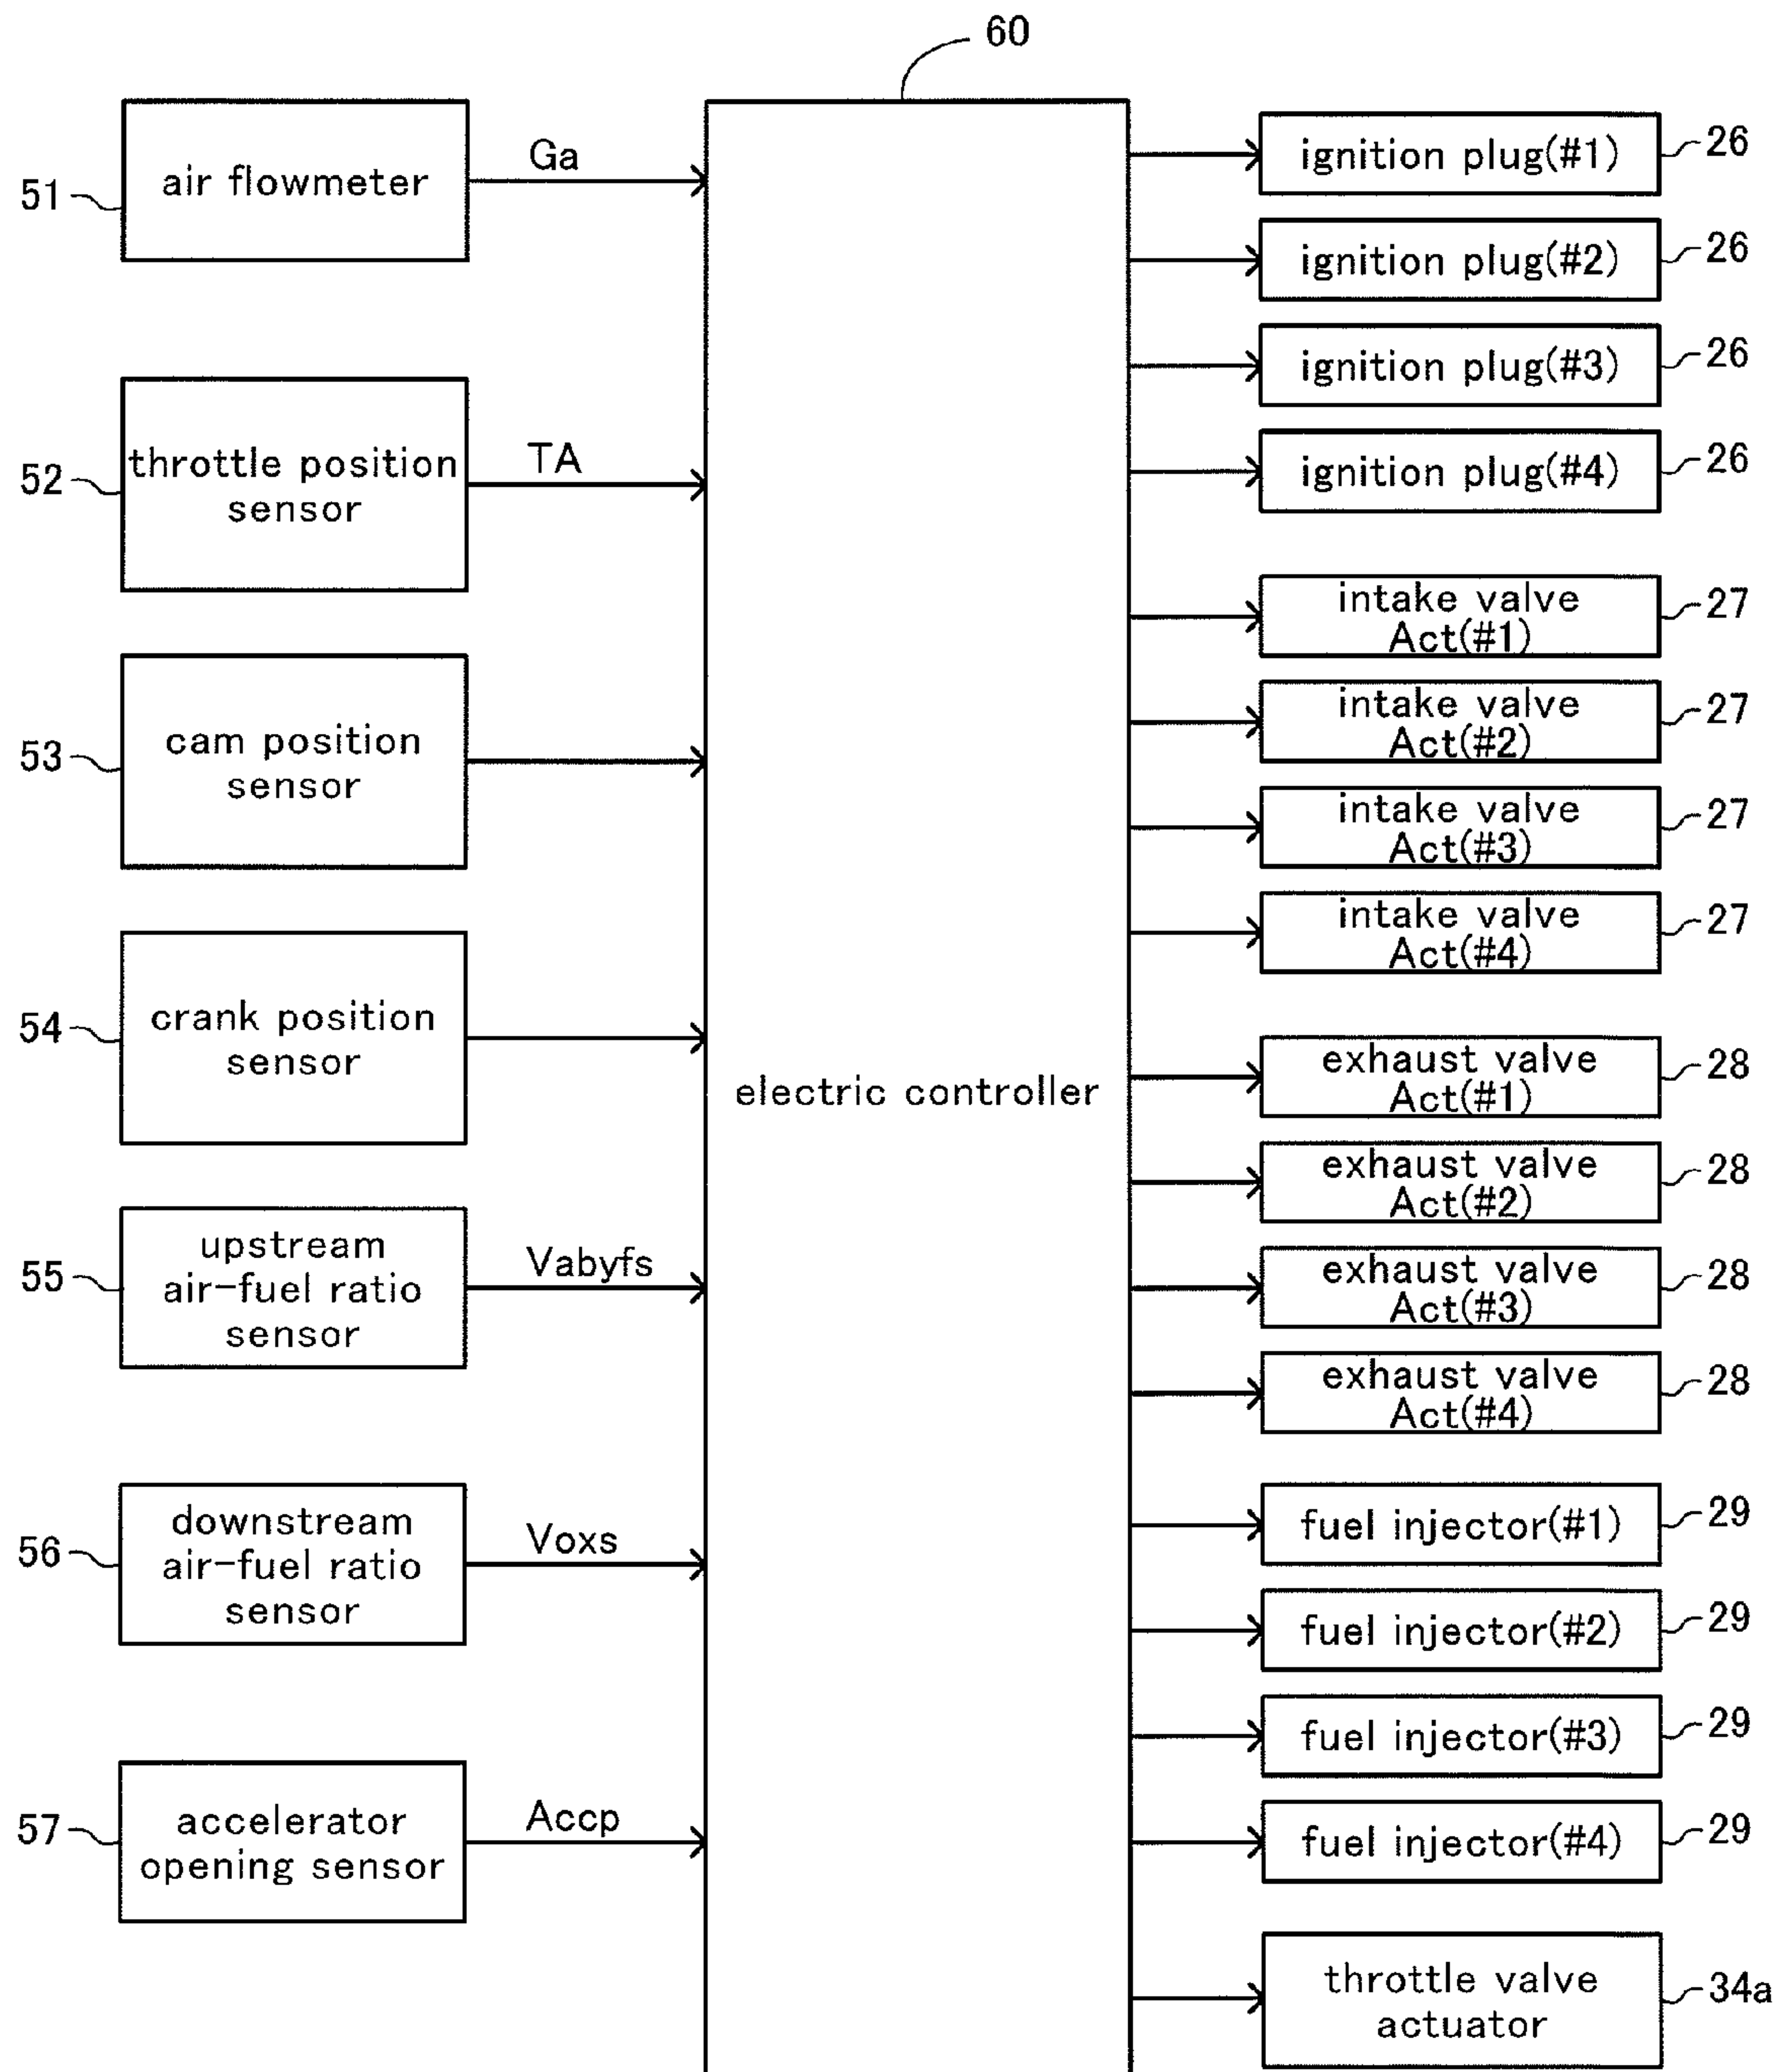 60
51
air flowmeter
Ga
52
throttle position
sensor
TA
53
cam position
sensor
54
crank position
sensor
55
upstream
air-fuel ratio
sensor
Vabyfs
56
downstream
air-fuel ratio
sensor
Voxs
57
accelerator
opening sensor
Accp
electric controller
ignition plug(#1)
26
ignition plug(#2)
26
ignition plug(#3)
26
ignition plug(#4)
26
intake valve
Act(#1)
27
intake valve
Act(#2)
27
intake valve
Act(#3)
27
intake valve
Act(#4)
27
exhaust valve
Act(#1)
28
exhaust valve
Act(#2)
28
exhaust valve
Act(#3)
28
exhaust valve
Act(#4)
28
fuel injector(#1)
29
fuel injector(#2)
29
fuel injector(#3)
29
fuel injector(#4)
29
throttle valve
actuator
34a